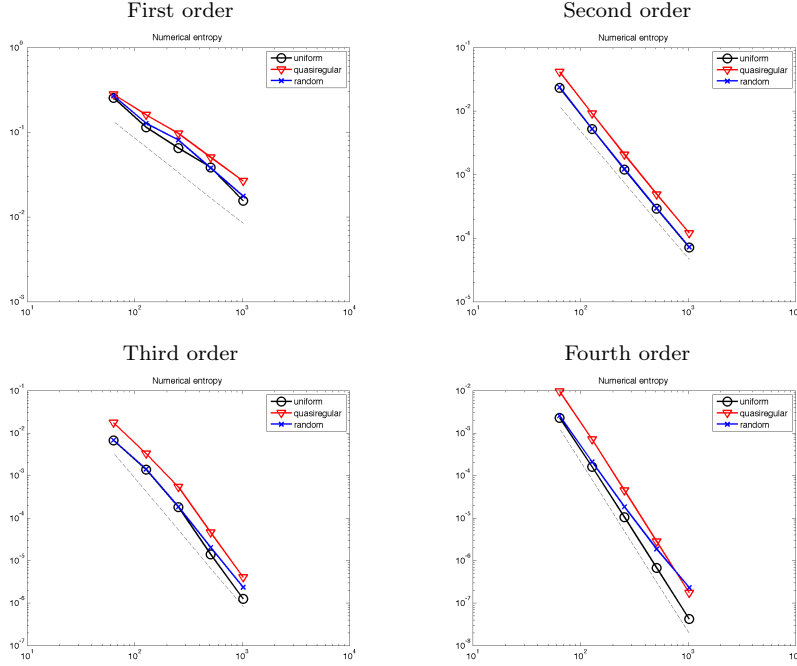 First order
Numerical entropy
10^0
10^-1
10^-2
10^-3
10^1
10^2
10^3
10^4
uniform
quasiregular
random
Second order
Numerical entropy
10^-1
10^-2
10^-3
10^-4
10^-5
10^1
10^2
10^3
10
uniform
quasiregular
random
Third order
Numerical entropy
10^-1
10^-2
10^-3
10^-4
10^-5
10^-6
10^-7
10^1
10^2
10^3
10^4
uniform
quasiregular
random
Fourth order
Numerical entropy
10^-2
10^-3
10^-4
10^-5
10^-6
10^-7
10^-8
10^1
10^2
10^3
10
uniform
quasiregular
random